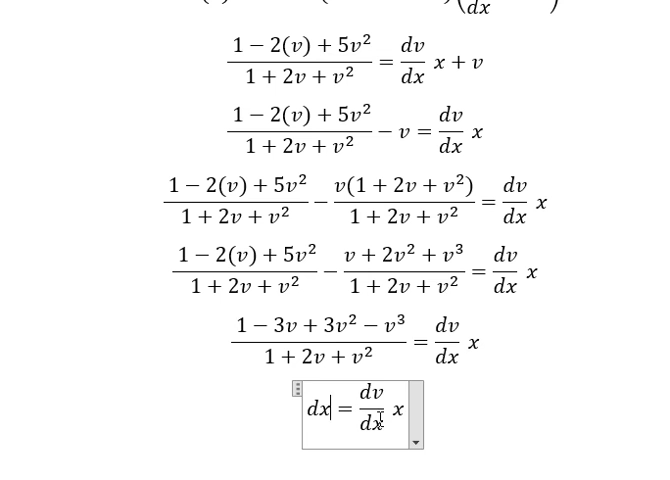 dx
(1 − 2(v) + 5v²)/(1 + 2v + v²) = dv/dx x + v
(1 − 2(v) + 5v²)/(1 + 2v + v²) − v = dv/dx x
(1 − 2(v) + 5v²)/(1 + 2v + v²) − v(1 + 2v + v²)/(1 + 2v + v²) = dv/dx x
(1 − 2(v) + 5v²)/(1 + 2v + v²) − (v + 2v² + v³)/(1 + 2v + v²) = dv/dx x
(1 − 3v + 3v² − v³)/(1 + 2v + v²) = dv/dx x
dx = dv/dx x